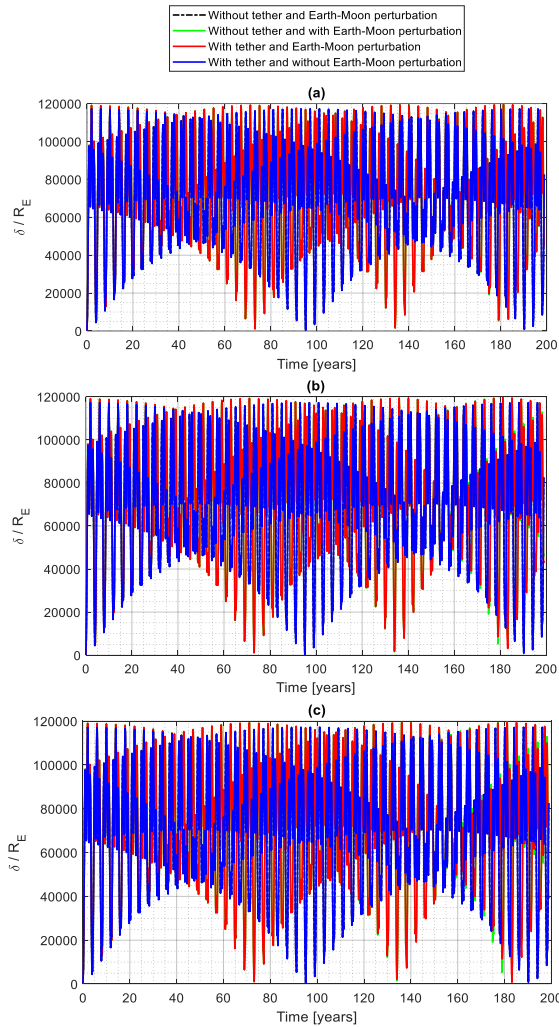 Without tether and Earth-Moon perturbation
Without tether and with Earth-Moon perturbation
With tether and Earth-Moon perturbation
With tether and without Earth-Moon perturbation
(a)
120000
100000
80000
60000
40000
20000
0
δ / R_E
0 20 40 60 80 100 120 140 160 180 200
Time [years]
(b)
120000
100000
80000
60000
40000
20000
0
δ / R_E
0 20 40 60 80 100 120 140 160 180 200
Time [years]
(c)
120000
100000
80000
60000
40000
20000
0
δ / R_E
0 20 40 60 80 100 120 140 160 180 200
Time [years]